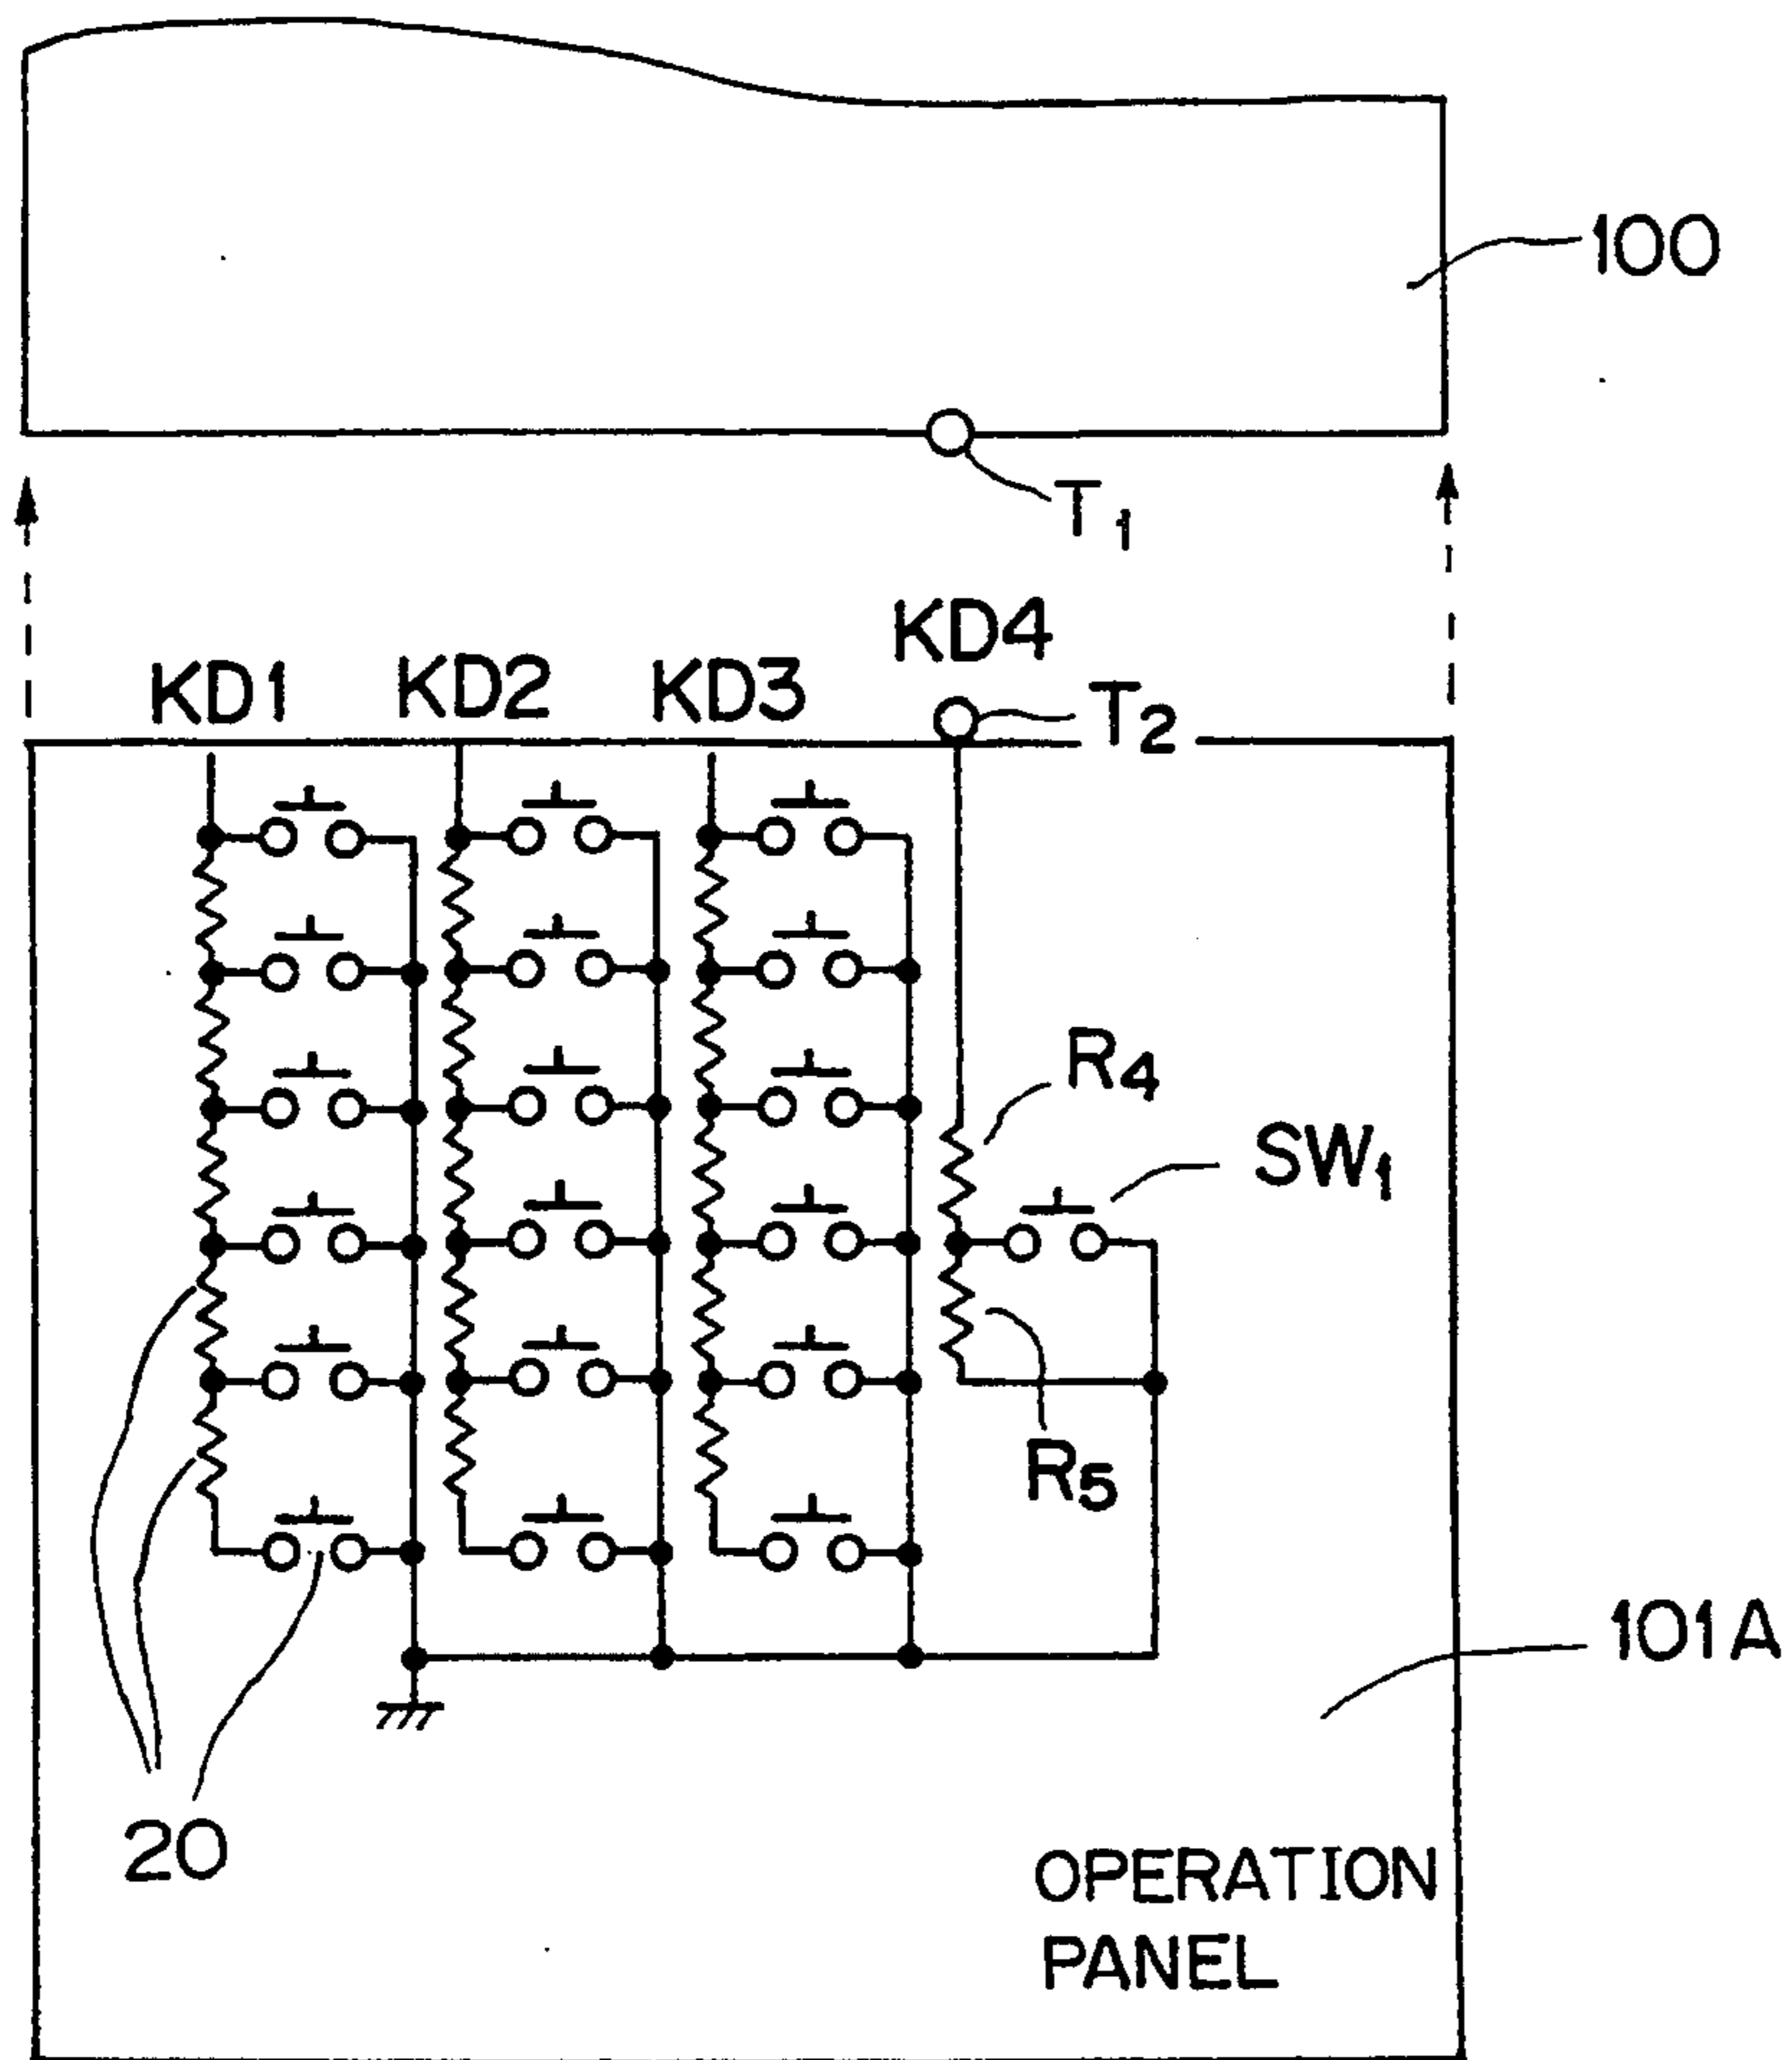 100
T1
KD1
KD2
KD3
KD4
T2
R4
SW1
R5
101A
20
OPERATION
PANEL